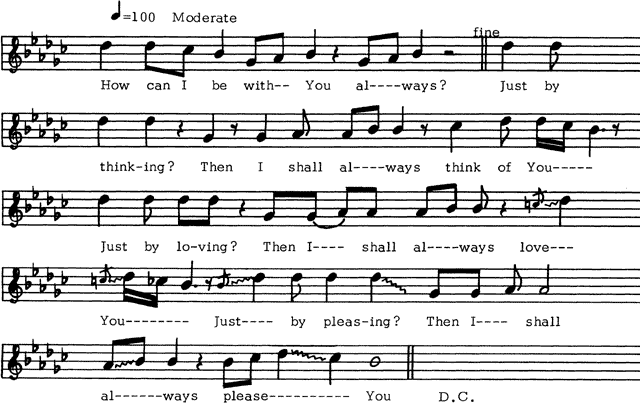 ♩=100 Moderate
fine
How can I be with-- You al----ways? Just by
think-ing? Then I shall al----ways think of You-----
Just by lo-ving? Then I---- shall al----ways love---
You-------- Just---- by pleas-ing? Then I---- shall
al------ways please---------- You D.C.